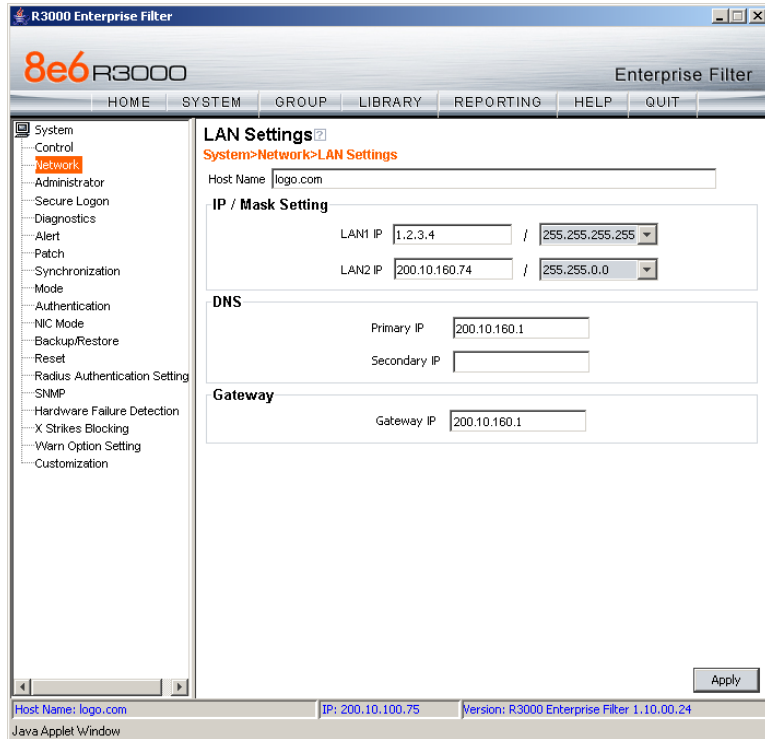 R3000 Enterprise Filter
8e6 R3000
Enterprise Filter
HOME SYSTEM GROUP LIBRARY REPORTING HELP QUIT
System
Control
Network
Administrator
Secure Logon
Diagnostics
Alert
Patch
Synchronization
Mode
Authentication
NIC Mode
Backup/Restore
Reset
Radius Authentication Setting
SNMP
Hardware Failure Detection
X Strikes Blocking
Warn Option Setting
Customization
LAN Settings ?
System>Network>LAN Settings
Host Name logo.com
IP / Mask Setting
LAN1 IP 1.2.3.4 / 255.255.255.255
LAN2 IP 200.10.160.74 / 255.255.0.0
DNS
Primary IP 200.10.160.1
Secondary IP
Gateway
Gateway IP 200.10.160.1
Apply
Host Name: logo.com IP: 200.10.100.75 Version: R3000 Enterprise Filter 1.10.00.24
Java Applet Window